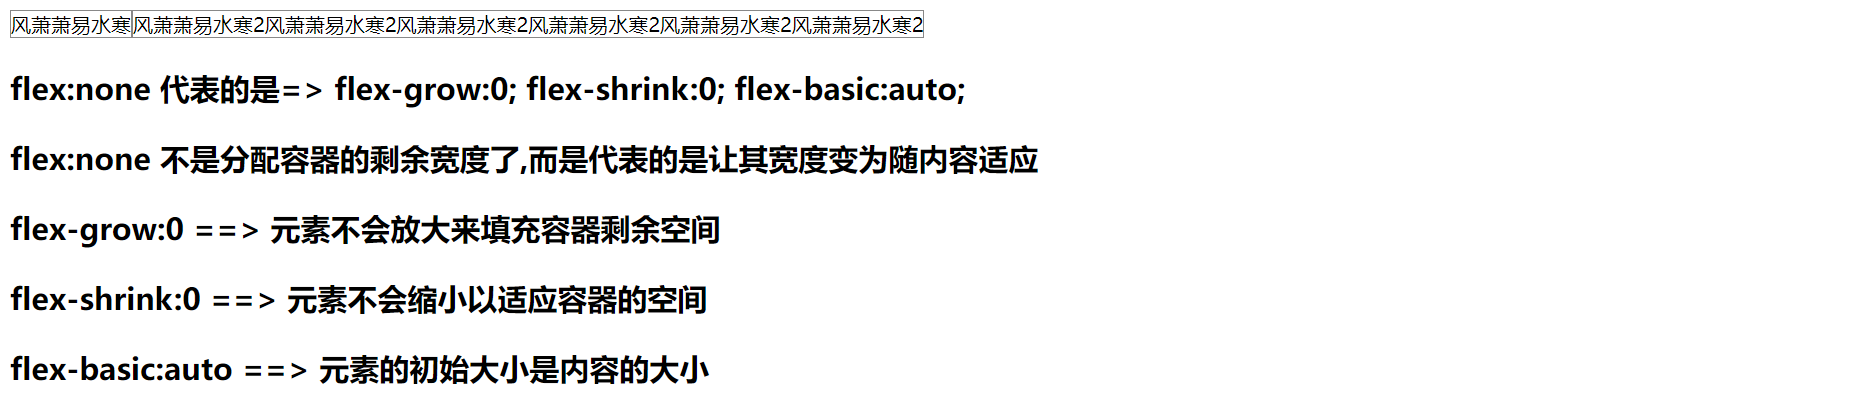 风萧萧易水寒风萧萧易水寒2风萧萧易水寒2风萧萧易水寒2风萧萧易水寒2风萧萧易水寒2风萧萧易水寒2
flex:none 代表的是=> flex-grow:0; flex-shrink:0; flex-basic:auto;
flex:none 不是分配容器的剩余宽度了,而是代表的是让其宽度变为随内容适应
flex-grow:0 ==> 元素不会放大来填充容器剩余空间
flex-shrink:0 ==> 元素不会缩小以适应容器的空间
flex-basic:auto ==> 元素的初始大小是内容的大小